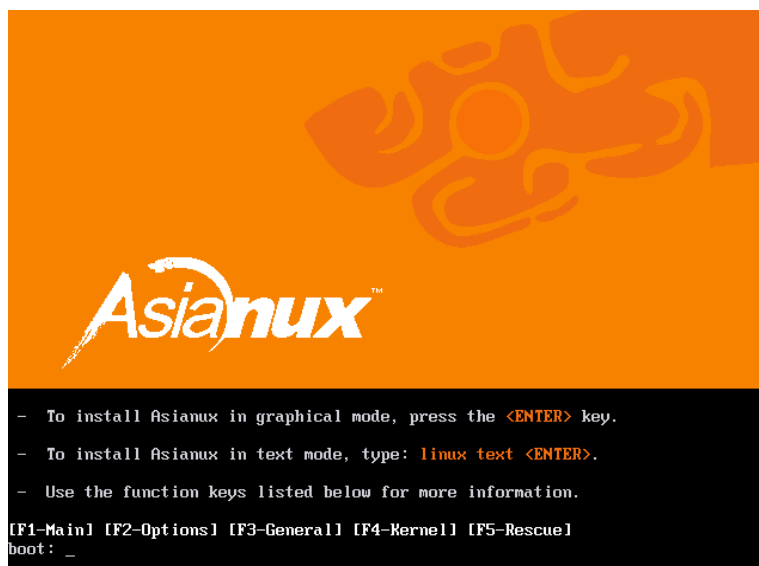 Asianux™
- To install Asianux in graphical mode, press the <ENTER> key.
- To install Asianux in text mode, type: linux text <ENTER>.
- Use the function keys listed below for more information.
[F1-Main] [F2-Options] [F3-General] [F4-Kernel] [F5-Rescue]
boot: _